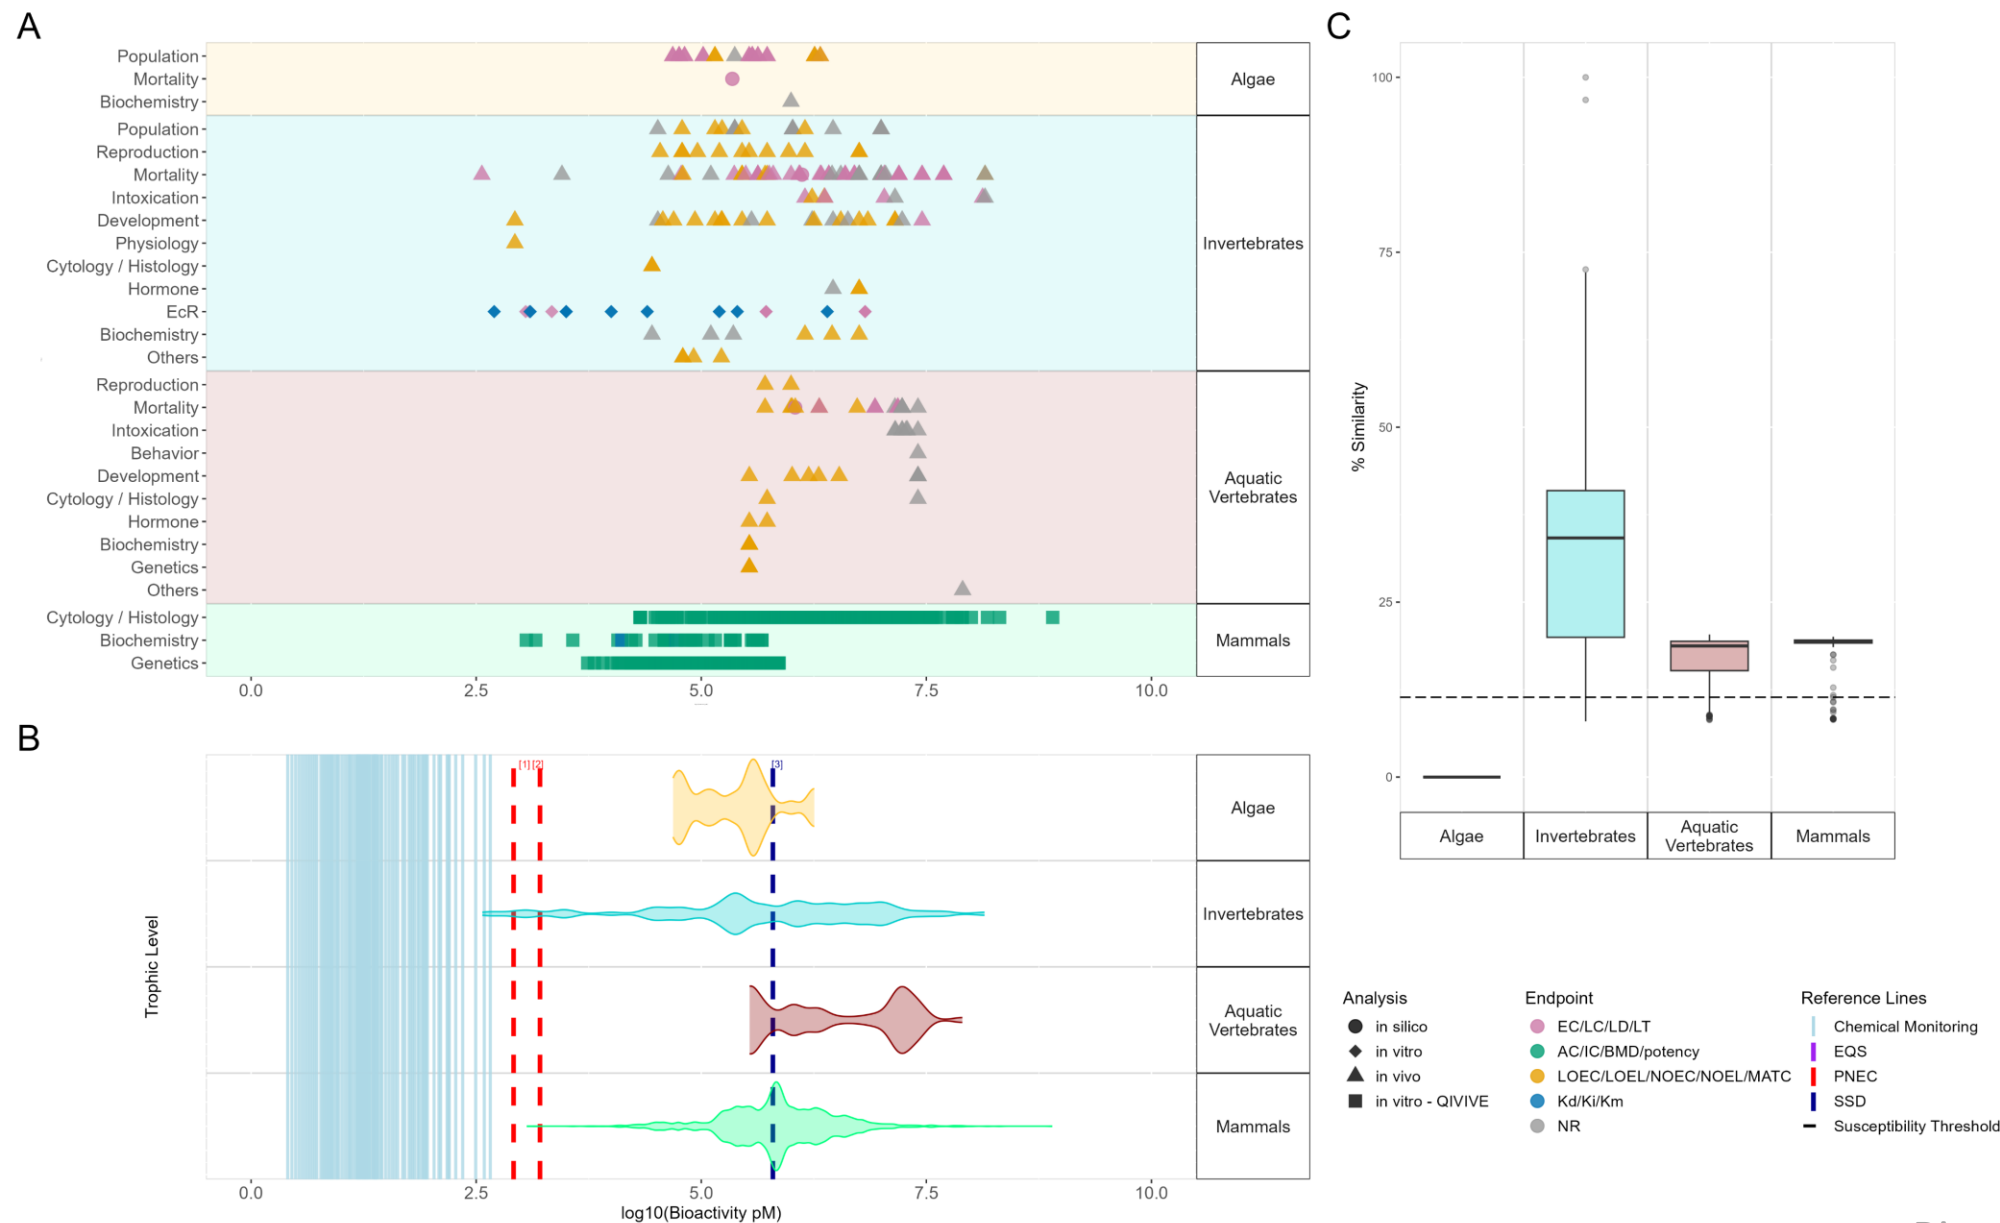 A
Population
Mortality
Biochemistry
Algae
Population
Reproduction
Mortality
Intoxication
Development
Physiology
Cytology / Histology
Hormone
EcR
Biochemistry
Others
Invertebrates
Reproduction
Mortality
Intoxication
Behavior
Development
Cytology / Histology
Hormone
Biochemistry
Genetics
Others
Aquatic
Vertebrates
Cytology / Histology
Biochemistry
Genetics
Mammals
0.0 2.5 5.0 7.5 10.0
B
Trophic Level
[1] [2] [3]
Algae
Invertebrates
Aquatic
Vertebrates
Mammals
0.0 2.5 5.0 7.5 10.0
log10(Bioactivity pM)
C
% Similarity
100
75
50
25
0
Algae
Invertebrates
Aquatic
Vertebrates
Mammals
Analysis
in silico
in vitro
in vivo
in vitro - QIVIVE
Endpoint
EC/LC/LD/LT
AC/IC/BMD/potency
LOEC/LOEL/NOEC/NOEL/MATC
Kd/Ki/Km
NR
Reference Lines
Chemical Monitoring
EQS
PNEC
SSD
Susceptibility Threshold